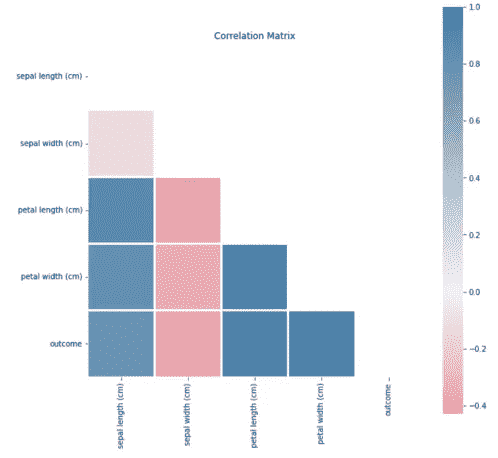 Correlation Matrix
sepal length (cm)
sepal width (cm)
petal length (cm)
petal width (cm)
outcome
sepal length (cm)
sepal width (cm)
petal length (cm)
petal width (cm)
outcome
1.0
0.8
0.6
0.4
0.2
0.0
−0.2
−0.4